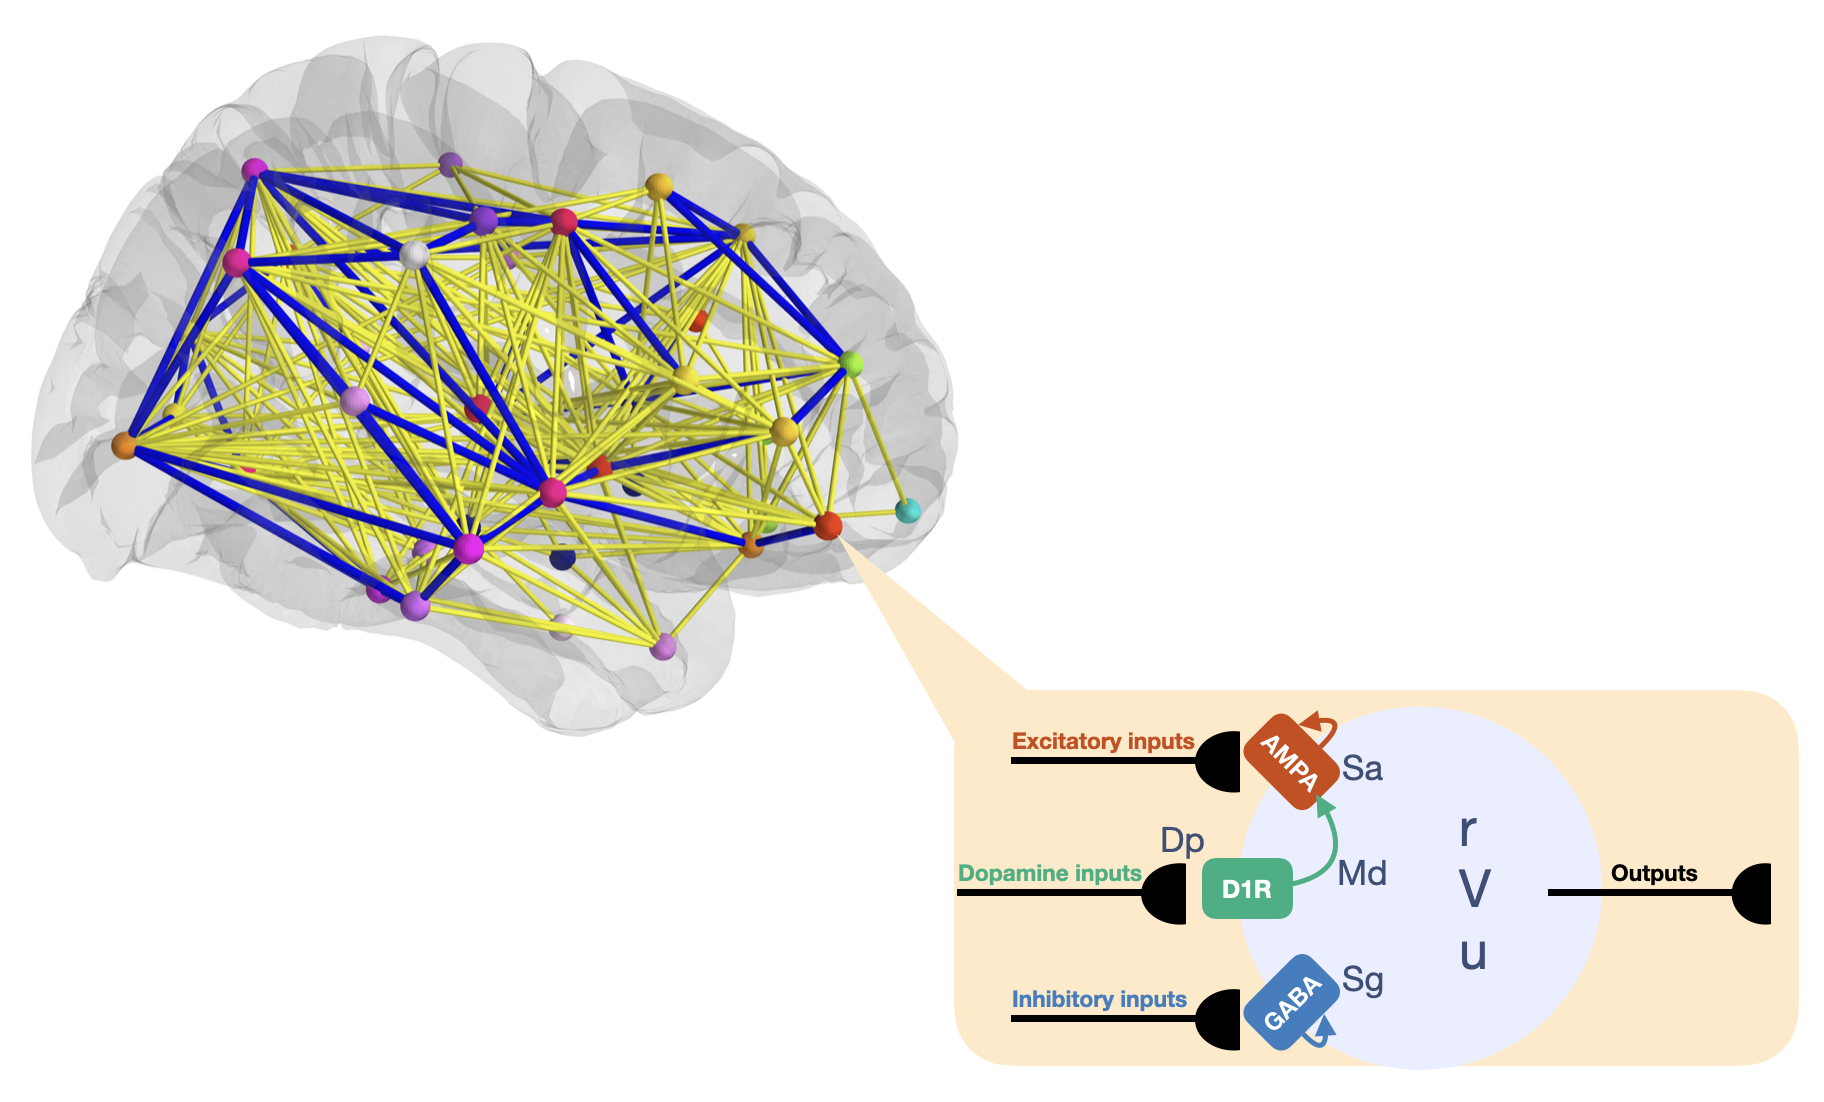 Excitatory inputs
AMPA
Sa
r
Dp
Dopamine inputs
D1R
Md
V
Outputs
u
Inhibitory inputs
GABA
Sg